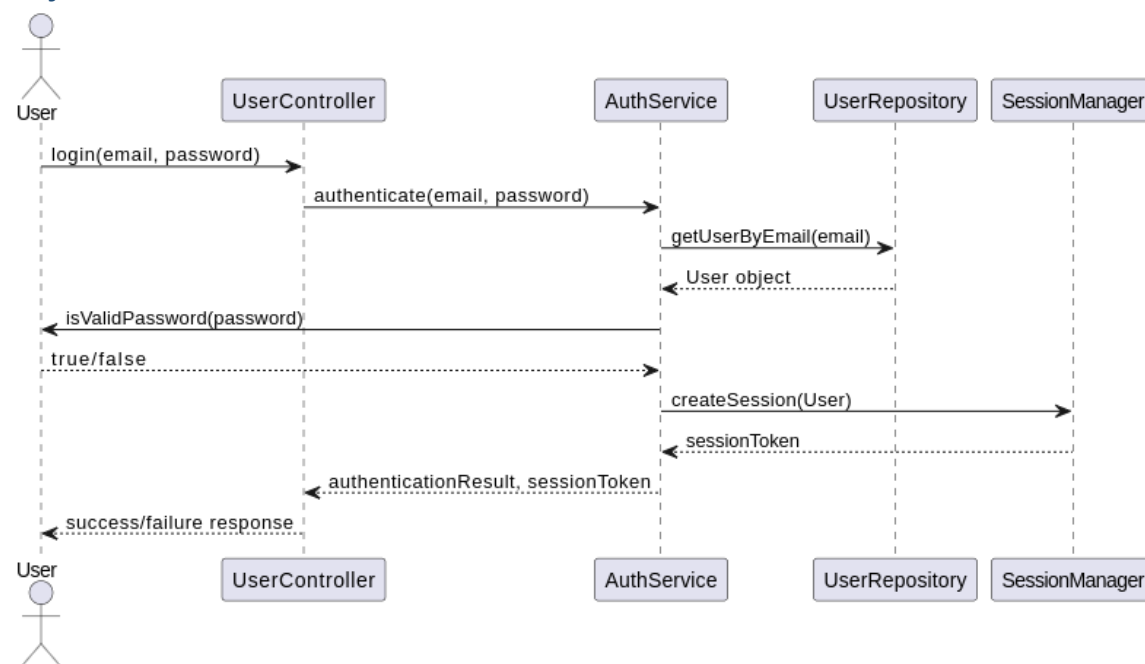 User
UserController
AuthService
UserRepository
SessionManager
login(email, password)
authenticate(email, password)
getUserByEmail(email)
User object
isValidPassword(password)
true/false
createSession(User)
sessionToken
authenticationResult, sessionToken
success/failure response
User
UserController
AuthService
UserRepository
SessionManager